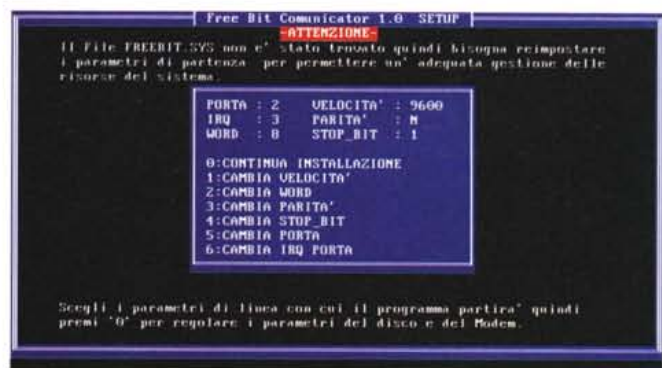 Free Bit Comunicator 1.0 SETUP
-ATTENZIONE-
Il File FREEBIT.SYS non e' stato trovato quindi bisogna reimpostare
i parametri di partenza per permettere un' adeguata gestione delle
risorse del sistema.
PORTA : 2 VELOCITA' : 9600
IRQ : 3 PARITA' : N
WORD : 8 STOP_BIT : 1
0:CONTINUA INSTALLAZIONE
1:CAMBIA VELOCITA'
2:CAMBIA WORD
3:CAMBIA PARITA'
4:CAMBIA STOP_BIT
5:CAMBIA PORTA
6:CAMBIA IRQ PORTA
Scegli i parametri di linea con cui il programma partira' quindi
premi '0' per regolare i parametri del disco e del Modem.